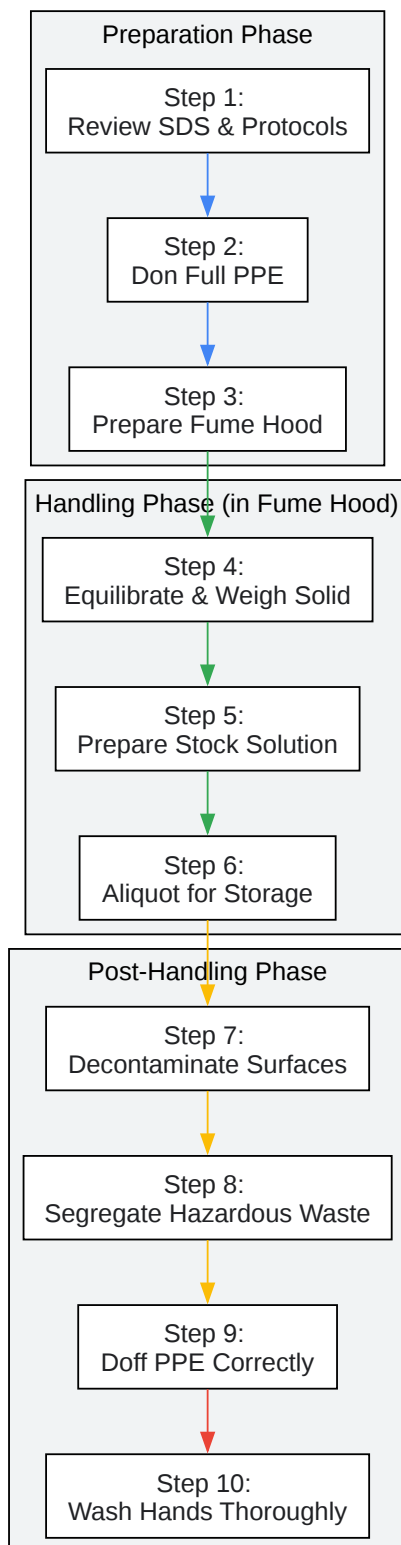 Preparation Phase
Step 1:
Review SDS & Protocols
Step 2:
Don Full PPE
Step 3:
Prepare Fume Hood
Handling Phase (in Fume Hood)
Step 4:
Equilibrate & Weigh Solid
Step 5:
Prepare Stock Solution
Step 6:
Aliquot for Storage
Post-Handling Phase
Step 7:
Decontaminate Surfaces
Step 8:
Segregate Hazardous Waste
Step 9:
Doff PPE Correctly
Step 10:
Wash Hands Thoroughly